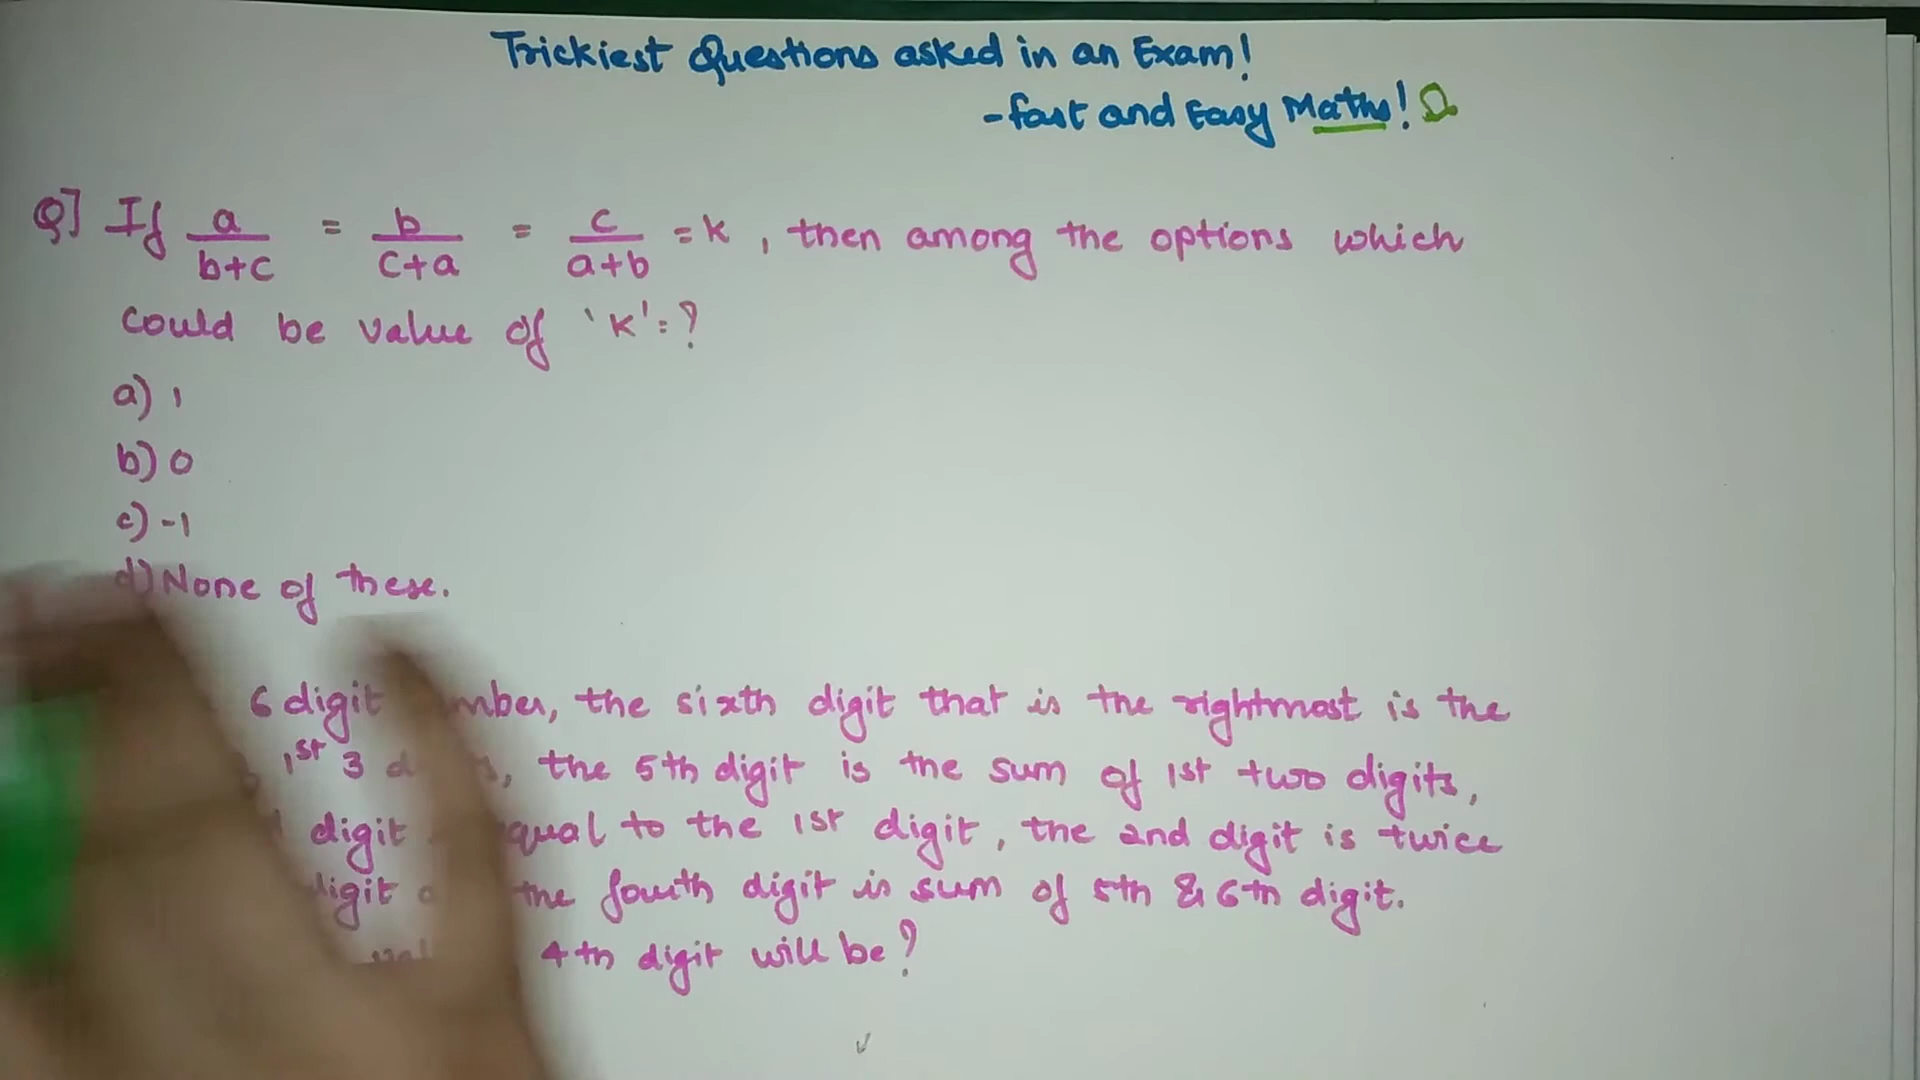 Trickiest Questions asked in an Exam!
- fast and Easy Maths!
Q] If a/b+c = b/c+a = c/a+b = k, then among the options which
could be value of 'k'=?
a) 1
b) 0
c) -1
d) None of these.
6 digit number, the sixth digit that is the rightmost is the
1st 3 the 5th digit is the sum of 1st two digits,
digit equal to the 1st digit, the 2nd digit is twice
digit the fourth digit is sum of 5th & 6th digit.
4th digit will be?